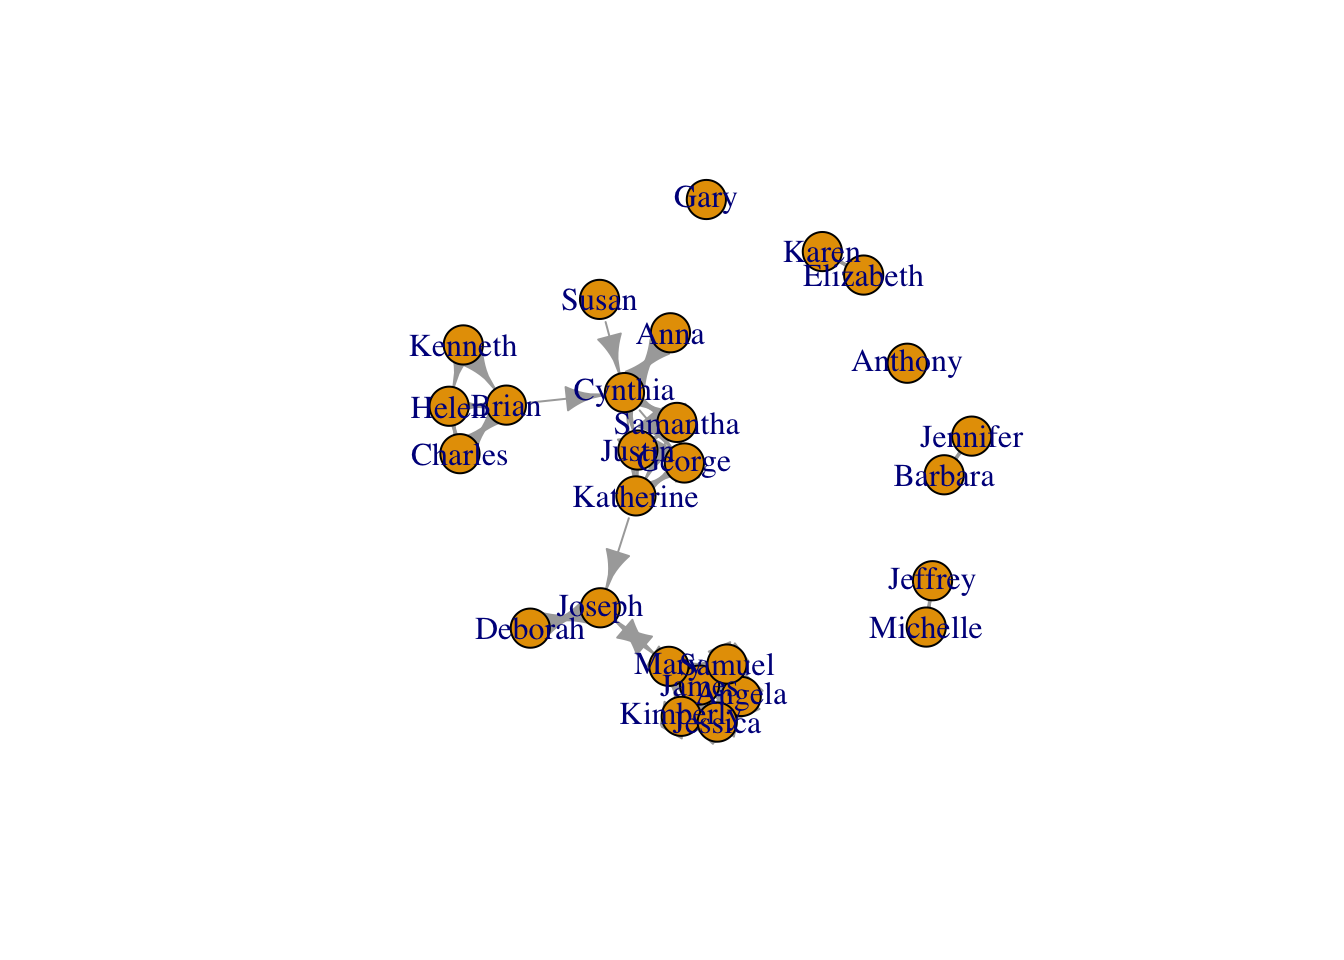 Gary
Karen
Elizabeth
Susan
Anna
Kenneth
Anthony
Cynthia
Helen
Brian
Samantha
Jennifer
Charles
Justin
George
Barbara
Katherine
Jeffrey
Joseph
Deborah
Michelle
Mary
Samuel
James
Angela
Kimberly
Jessica